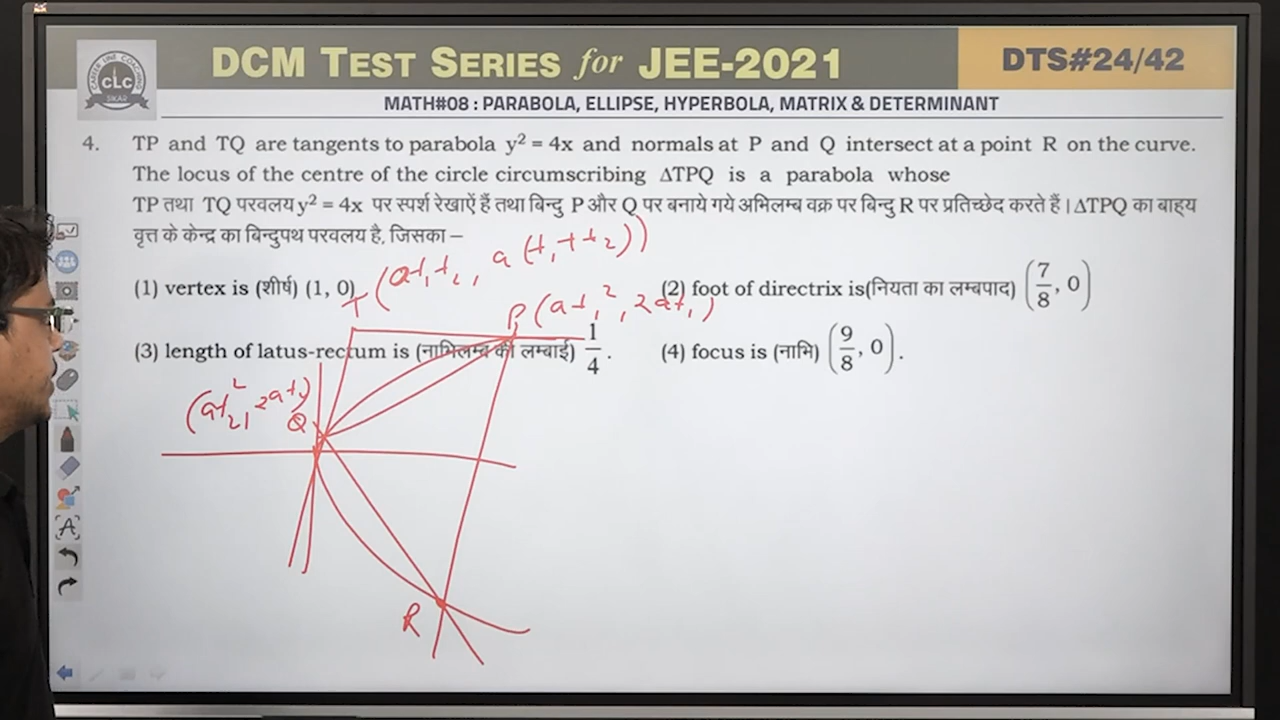 CAREER LINE COACHING
CLC
SIKAR
DCM TEST SERIES for JEE-2021
DTS#24/42
MATH#08 : PARABOLA, ELLIPSE, HYPERBOLA, MATRIX & DETERMINANT
4. TP and TQ are tangents to parabola y² = 4x and normals at P and Q intersect at a point R on the curve.
The locus of the centre of the circle circumscribing ΔTPQ is a parabola whose
TP तथा TQ परवलय y² = 4x पर स्पर्श रेखाऐं हैं तथा बिन्दु P और Q पर बनाये गये अभिलम्ब वक्र पर बिन्दु R पर प्रतिच्छेद करते हैं। ΔTPQ का बाह्य
वृत्त के केन्द्र का बिन्दुपथ परवलय है, जिसका –
T (at₁t₂, a(t₁+t₂))
(1) vertex is (शीर्ष) (1, 0)
(2) foot of directrix is(नियता का लम्बपाद) (7/8, 0)
P(at₁², 2at₁)
(3) length of latus-rectum is (नाभिलम्ब की लम्बाई) 1/4.
(4) focus is (नाभि) (9/8, 0).
(at₂², 2at₂)
Q
R